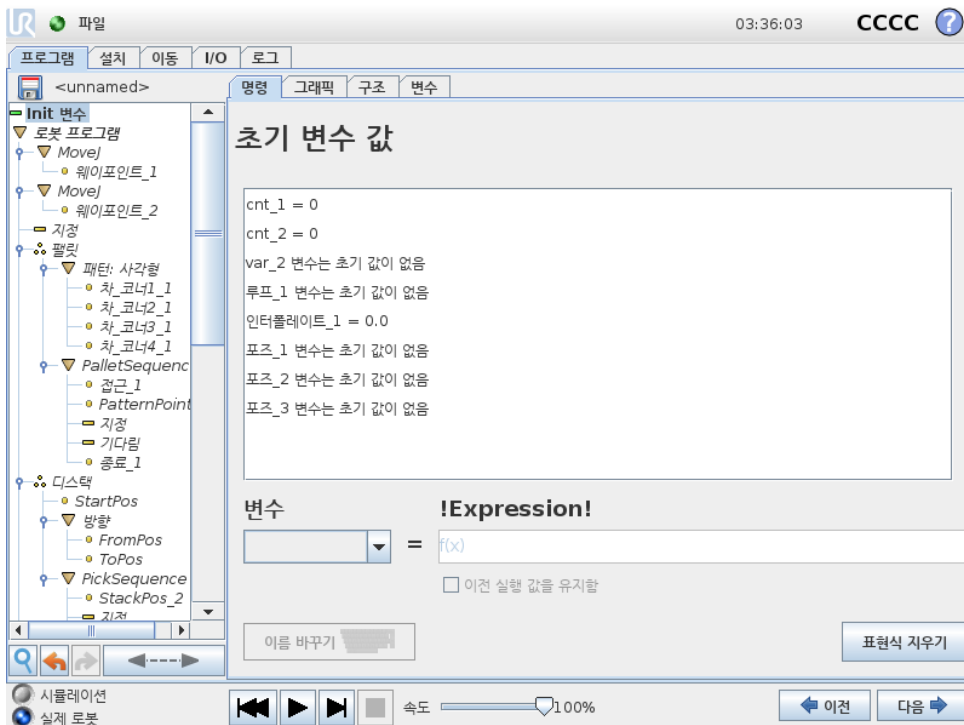 UR 파일 03:36:03 CCCC ?
프로그램 설치 이동 I/O 로그
<unnamed> 명령 그래픽 구조 변수
Init 변수
로봇 프로그램
MoveJ
웨이포인트_1
MoveJ
웨이포인트_2
지정
팰릿
패턴: 사각형
차_코너1_1
차_코너2_1
차_코너3_1
차_코너4_1
PalletSequenc
접근_1
PatternPoint
지정
기다림
종료_1
디스택
StartPos
방향
FromPos
ToPos
PickSequence
StackPos_2
지정
초기 변수 값
cnt_1 = 0
cnt_2 = 0
var_2 변수는 초기 값이 없음
루프_1 변수는 초기 값이 없음
인터폴레이트_1 = 0.0
포즈_1 변수는 초기 값이 없음
포즈_2 변수는 초기 값이 없음
포즈_3 변수는 초기 값이 없음
변수 !Expression!
= f(x)
이전 실행 값을 유지함
이름 바꾸기 표현식 지우기
시뮬레이션
실제 로봇
속도 100% 이전 다음